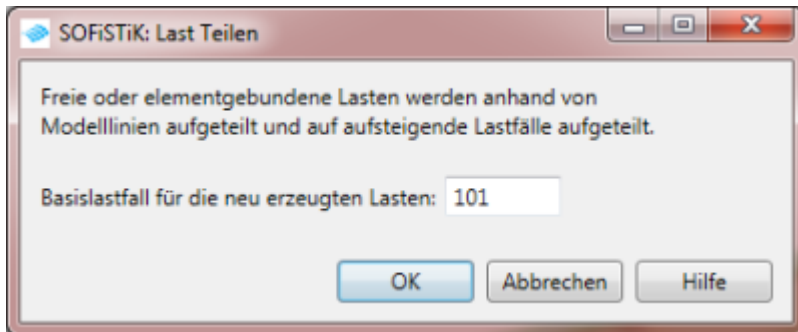 SOFiSTiK: Last Teilen
Freie oder elementgebundene Lasten werden anhand von
Modelllinien aufgeteilt und auf aufsteigende Lastfälle aufgeteilt.
Basislastfall für die neu erzeugten Lasten: 101
OK Abbrechen Hilfe